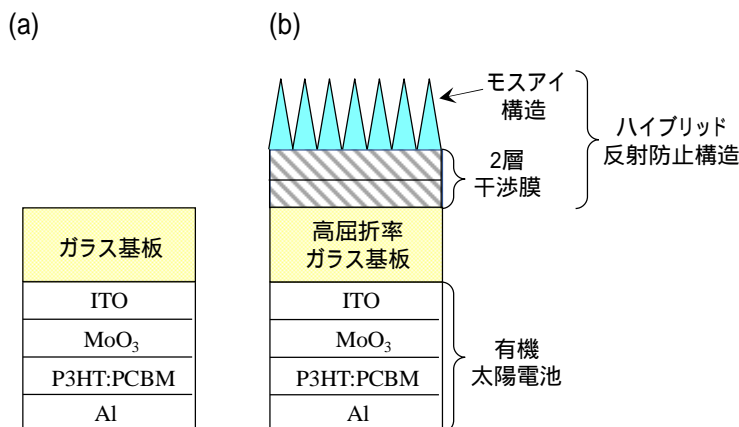 (a)
(b)
モスアイ
構造
ハイブリッド
反射防止構造
2層
干渉膜
ガラス基板
高屈折率
ガラス基板
ITO
MoO₃
P3HT:PCBM
Al
ITO
MoO₃
P3HT:PCBM
Al
有機
太陽電池